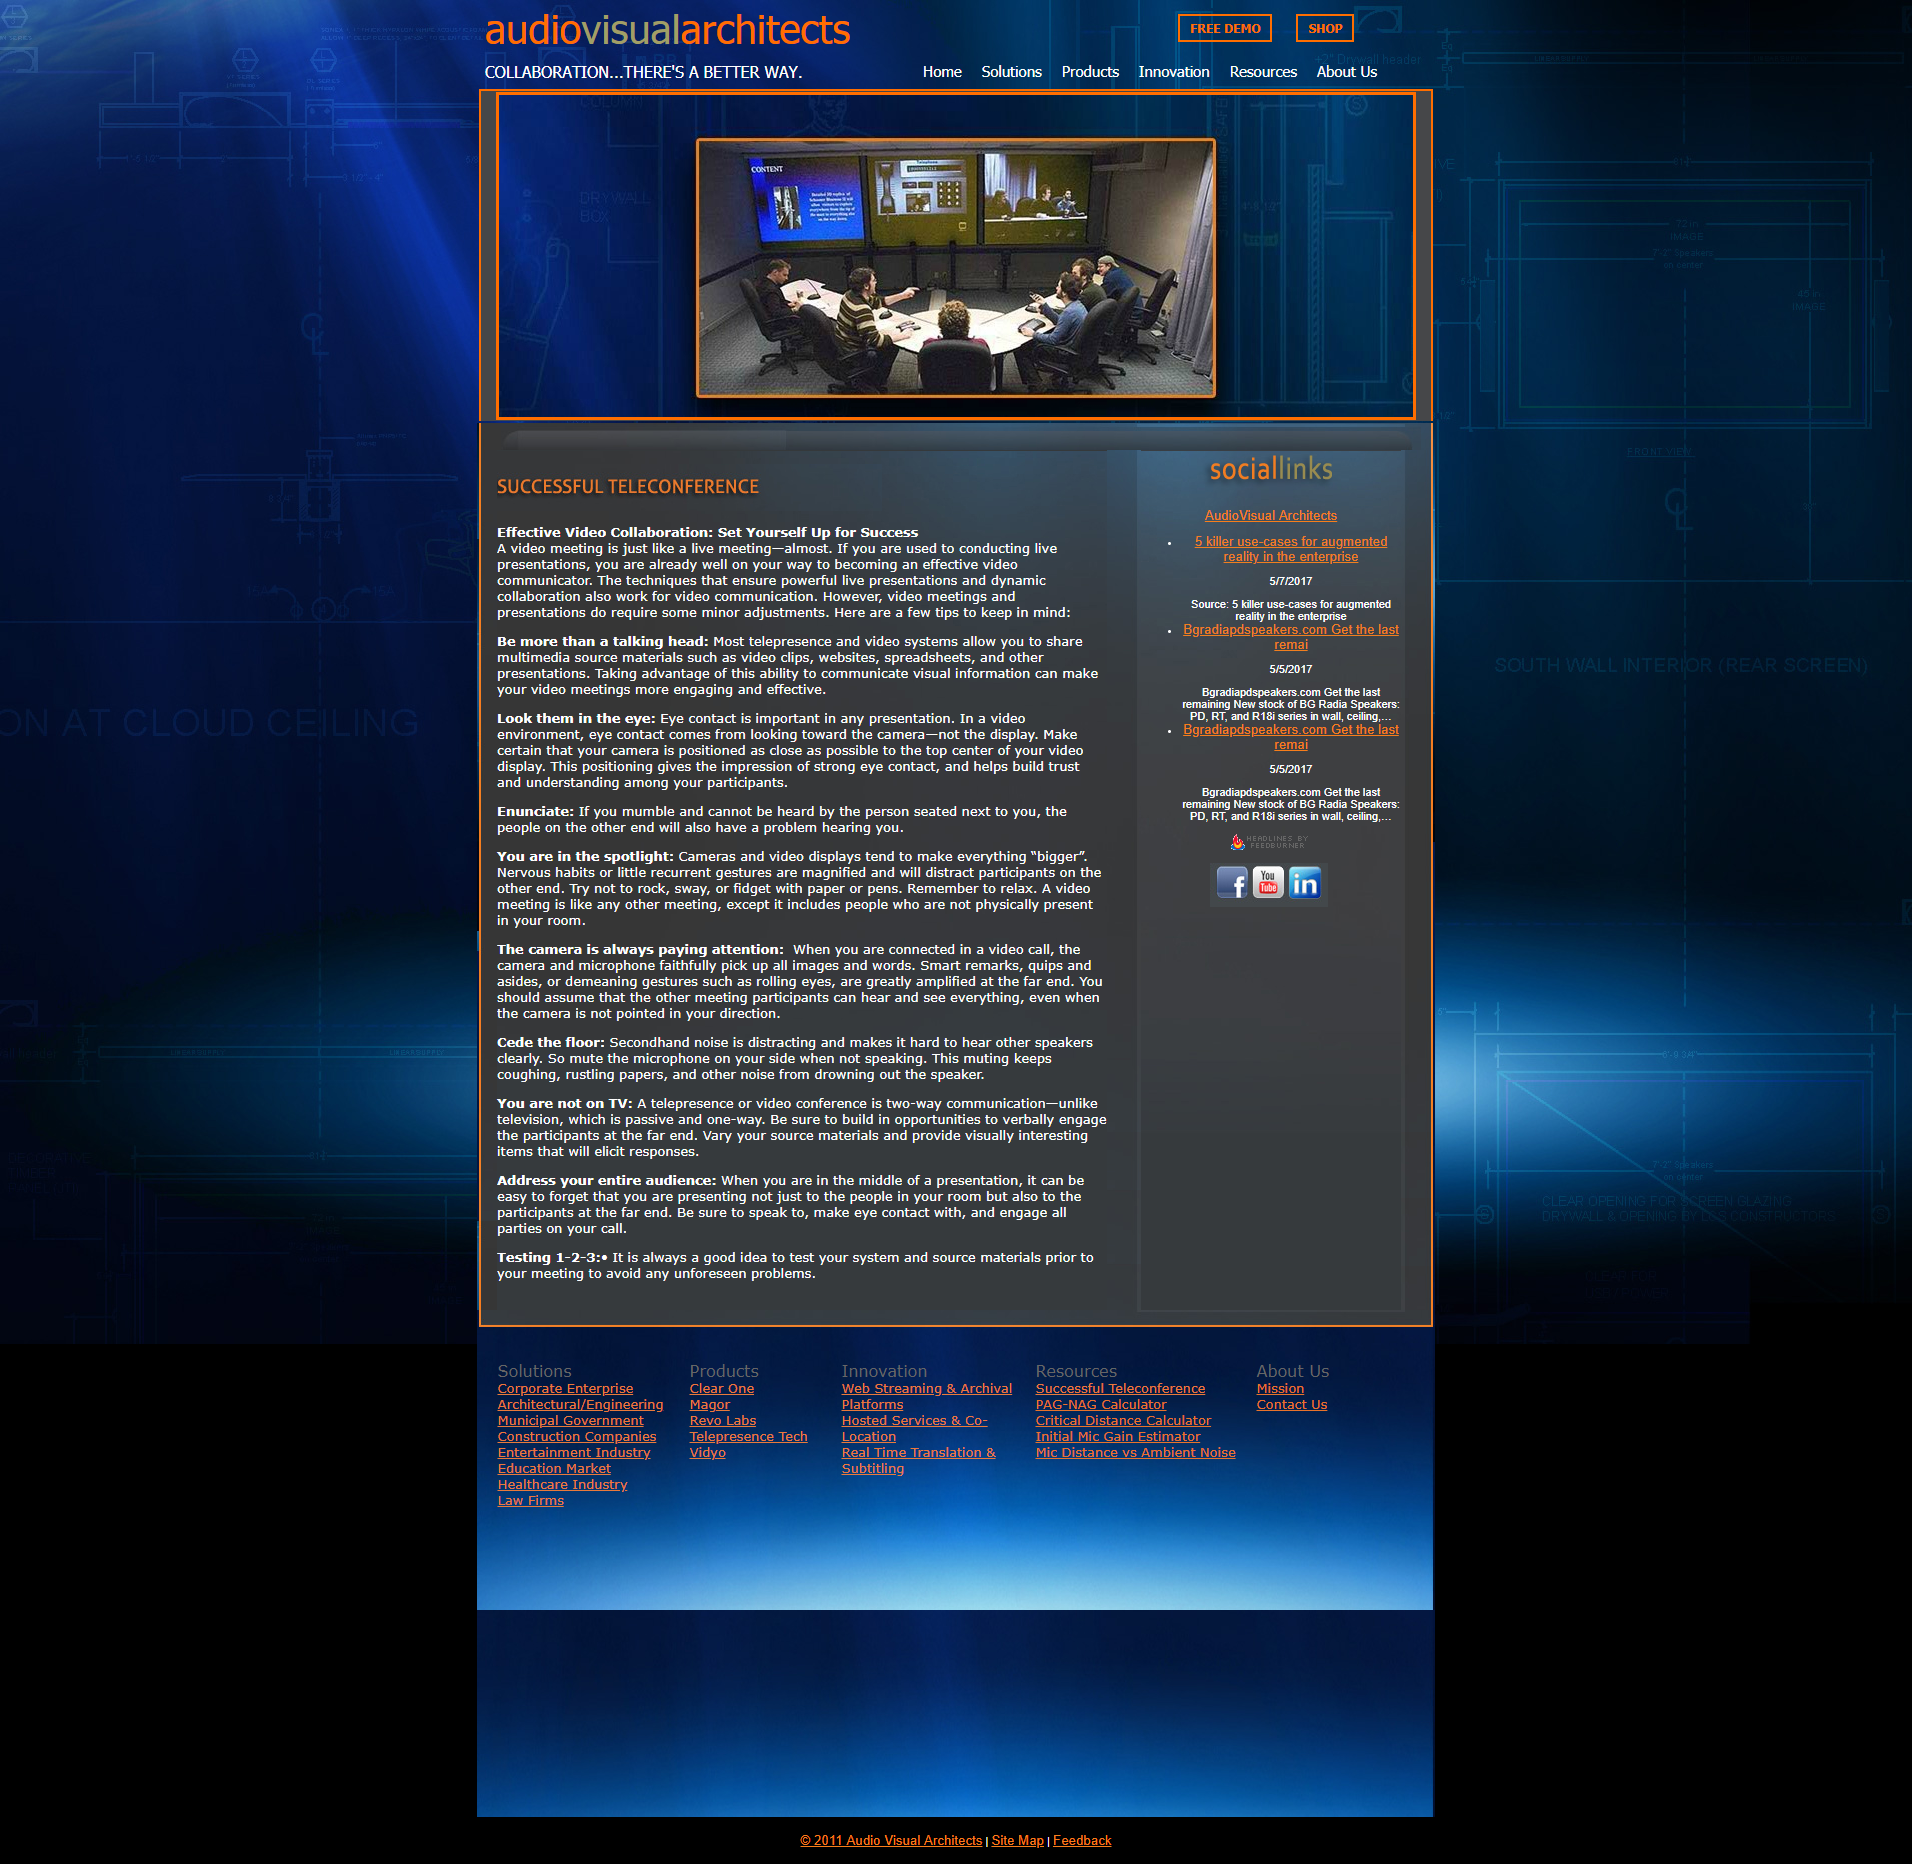 audiovisualarchitects
FREE DEMO
SHOP
COLLABORATION...THERE'S A BETTER WAY.
Home
Solutions
Products
Innovation
Resources
About Us
CONTENT
SUCCESSFUL TELECONFERENCE
Effective Video Collaboration: Set Yourself Up for Success
A video meeting is just like a live meeting—almost. If you are used to conducting live
presentations, you are already well on your way to becoming an effective video
communicator. The techniques that ensure powerful live presentations and dynamic
collaboration also work for video communication. However, video meetings and
presentations do require some minor adjustments. Here are a few tips to keep in mind:
Be more than a talking head: Most telepresence and video systems allow you to share
multimedia source materials such as video clips, websites, spreadsheets, and other
presentations. Taking advantage of this ability to communicate visual information can make
your video meetings more engaging and effective.
Look them in the eye: Eye contact is important in any presentation. In a video
environment, eye contact comes from looking toward the camera—not the display. Make
certain that your camera is positioned as close as possible to the top center of your video
display. This positioning gives the impression of strong eye contact, and helps build trust
and understanding among your participants.
Enunciate: If you mumble and cannot be heard by the person seated next to you, the
people on the other end will also have a problem hearing you.
You are in the spotlight: Cameras and video displays tend to make everything “bigger”.
Nervous habits or little recurrent gestures are magnified and will distract participants on the
other end. Try not to rock, sway, or fidget with paper or pens. Remember to relax. A video
meeting is like any other meeting, except it includes people who are not physically present
in your room.
The camera is always paying attention:  When you are connected in a video call, the
camera and microphone faithfully pick up all images and words. Smart remarks, quips and
asides, or demeaning gestures such as rolling eyes, are greatly amplified at the far end. You
should assume that the other meeting participants can hear and see everything, even when
the camera is not pointed in your direction.
Cede the floor: Secondhand noise is distracting and makes it hard to hear other speakers
clearly. So mute the microphone on your side when not speaking. This muting keeps
coughing, rustling papers, and other noise from drowning out the speaker.
You are not on TV: A telepresence or video conference is two-way communication—unlike
television, which is passive and one-way. Be sure to build in opportunities to verbally engage
the participants at the far end. Vary your source materials and provide visually interesting
items that will elicit responses.
Address your entire audience: When you are in the middle of a presentation, it can be
easy to forget that you are presenting not just to the people in your room but also to the
participants at the far end. Be sure to speak to, make eye contact with, and engage all
parties on your call.
Testing 1-2-3:• It is always a good idea to test your system and source materials prior to
your meeting to avoid any unforeseen problems.
sociallinks
AudioVisual Architects
• 5 killer use-cases for augmented
reality in the enterprise
5/7/2017
Source: 5 killer use-cases for augmented
reality in the enterprise
• Bgradiapdspeakers.com Get the last
remai
5/5/2017
Bgradiapdspeakers.com Get the last
remaining New stock of BG Radia Speakers:
PD, RT, and R18i series in wall, ceiling,...
• Bgradiapdspeakers.com Get the last
remai
5/5/2017
Bgradiapdspeakers.com Get the last
remaining New stock of BG Radia Speakers:
PD, RT, and R18i series in wall, ceiling,...
HEADLINES BY
FEEDBURNER
f
You
Tube
in
ON AT CLOUD CEILING
SOUTH WALL INTERIOR (REAR SCREEN)
DRYWALL
BOX
COLUMN
FRONT VIEW
72 in
IMAGE
7'-2" Speakers
on center
CLEAR OPENING FOR SCREEN GLAZING
Solutions
Corporate Enterprise
Architectural/Engineering
Municipal Government
Construction Companies
Entertainment Industry
Education Market
Healthcare Industry
Law Firms
Products
Clear One
Magor
Revo Labs
Telepresence Tech
Vidyo
Innovation
Web Streaming & Archival
Platforms
Hosted Services & Co-
Location
Real Time Translation &
Subtitling
Resources
Successful Teleconference
PAG-NAG Calculator
Critical Distance Calculator
Initial Mic Gain Estimator
Mic Distance vs Ambient Noise
About Us
Mission
Contact Us
© 2011 Audio Visual Architects | Site Map | Feedback